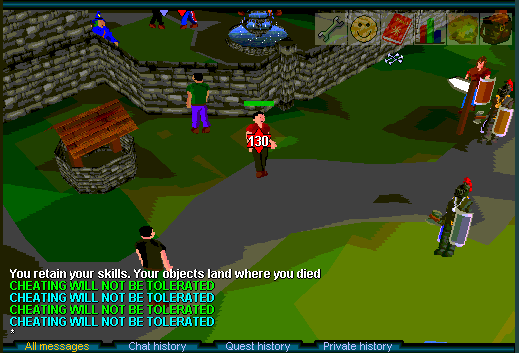 130
You retain your skills. Your objects land where you died
CHEATING WILL NOT BE TOLERATED
CHEATING WILL NOT BE TOLERATED
CHEATING WILL NOT BE TOLERATED
CHEATING WILL NOT BE TOLERATED
*
All messages Chat history Quest history Private history